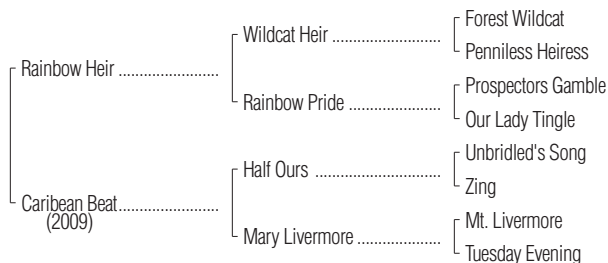 Forest Wildcat
Wildcat Heir ........................
Penniless Heiress
Rainbow Heir ......................
Prospectors Gamble
Rainbow Pride .....................
Our Lady Tingle
Unbridled's Song
Half Ours ............................
Zing
Caribean Beat......................
(2009)
Mt. Livermore
Mary Livermore ...................
Tuesday Evening